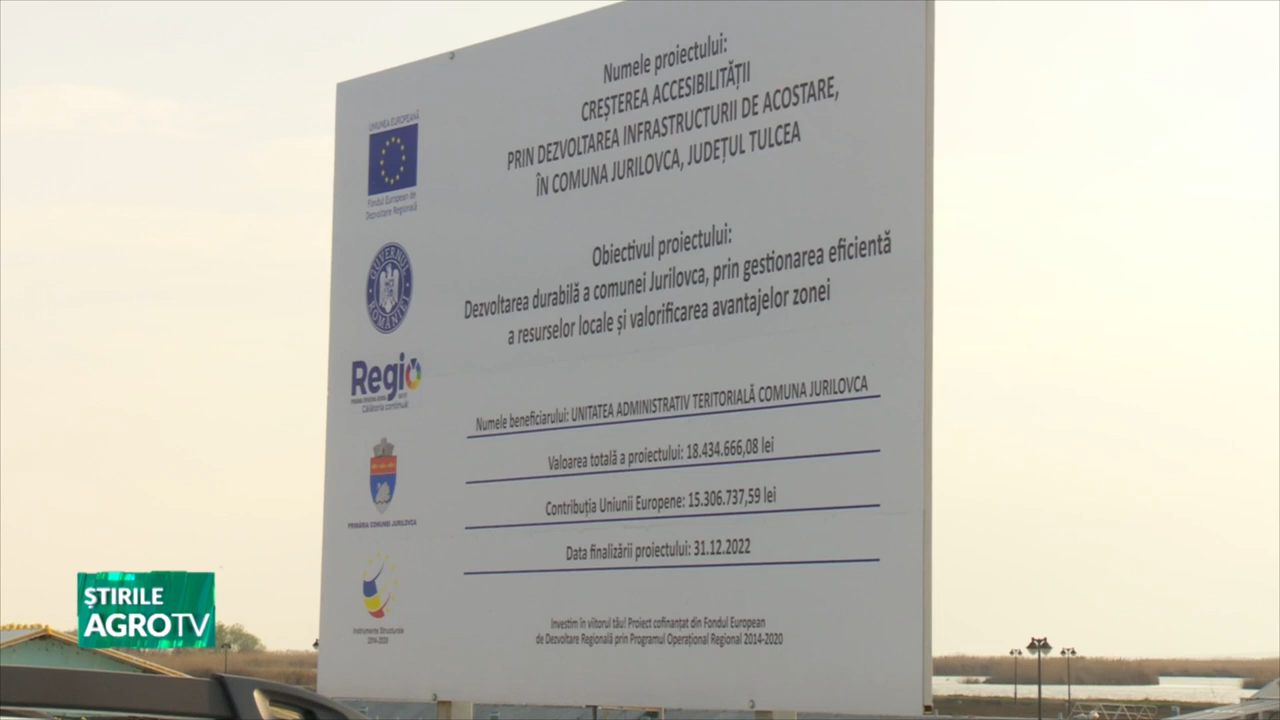 Numele proiectului:
CREȘTEREA ACCESIBILITĂȚII
PRIN DEZVOLTAREA INFRASTRUCTURII DE ACOSTARE,
ÎN COMUNA JURILOVCA, JUDEȚUL TULCEA
Obiectivul proiectului:
Dezvoltarea durabilă a comunei Jurilovca, prin gestionarea eficientă
a resurselor locale și valorificarea avantajelor zonei
Numele beneficiarului: UNITATEA ADMINISTRATIV TERITORIALĂ COMUNA JURILOVCA
Valoarea totală a proiectului: 18.434.666,08 lei
Contribuția Uniunii Europene: 15.306.737,59 lei
Data finalizării proiectului: 31.12.2022
Investim în viitorul tău! Proiect cofinanțat din Fondul European
de Dezvoltare Regională prin Programul Operațional Regional 2014-2020
UNIUNEA EUROPEANĂ
Fondul European de
Dezvoltare Regională
GUVERNUL ROMÂNIEI
Regio
Călătoria continuă!
PRIMĂRIA COMUNEI JURILOVCA
Instrumente Structurale
2014-2020
ȘTIRILE
AGROTV